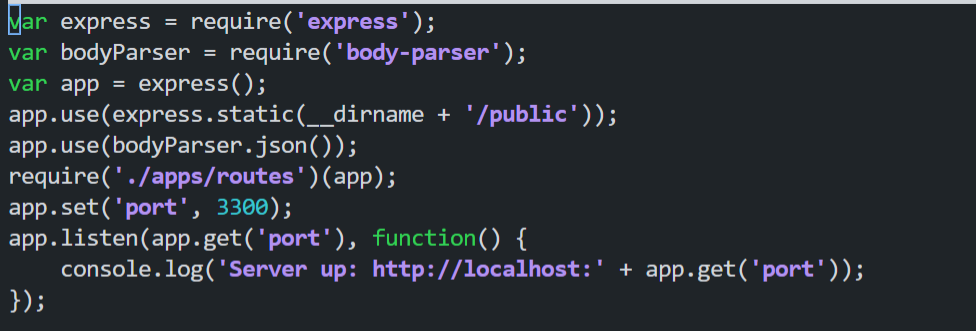 var express = require('express');
var bodyParser = require('body-parser');
var app = express();
app.use(express.static(__dirname + '/public'));
app.use(bodyParser.json());
require('./apps/routes')(app);
app.set('port', 3300);
app.listen(app.get('port'), function() {
    console.log('Server up: http://localhost:' + app.get('port'));
});